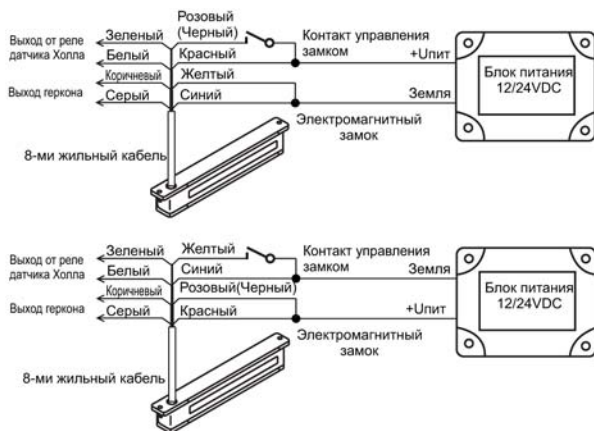 Розовый
(Черный)
Зеленый
Контакт управления
замком
Выход от реле
датчика Холла
Белый
Красный
+Uпит
Коричневый
Желтый
Блок питания
12/24VDC
Выход геркона
Серый
Синий
Земля
Электромагнитный
замок
8-ми жильный кабель
Зеленый
Желтый
Контакт управления
замком
Выход от реле
датчика Холла
Белый
Синий
Земля
Коричневый
Розовый(Черный)
Блок питания
12/24VDC
Выход геркона
Серый
Красный
+Uпит
Электромагнитный
замок
8-ми жильный кабель